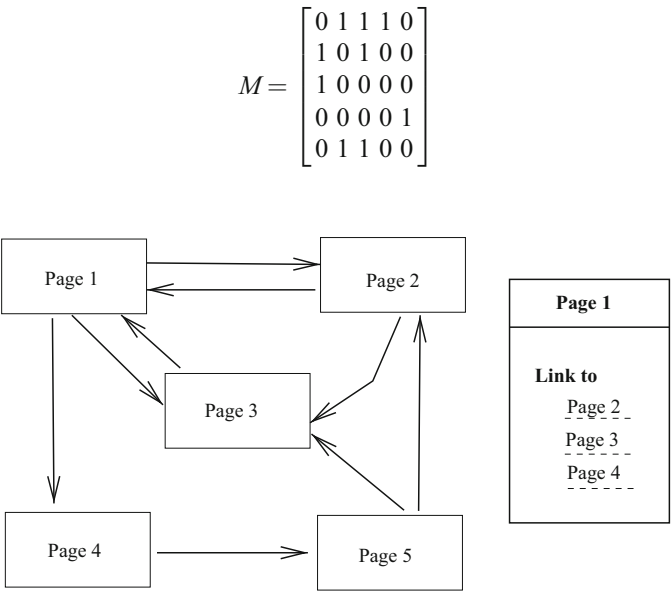 M = [0 1 1 1 0
1 0 1 0 0
1 0 0 0 0
0 0 0 0 1
0 1 1 0 0]
Page 1
Page 2
Page 3
Page 4
Page 5
Page 1
Link to
Page 2
Page 3
Page 4